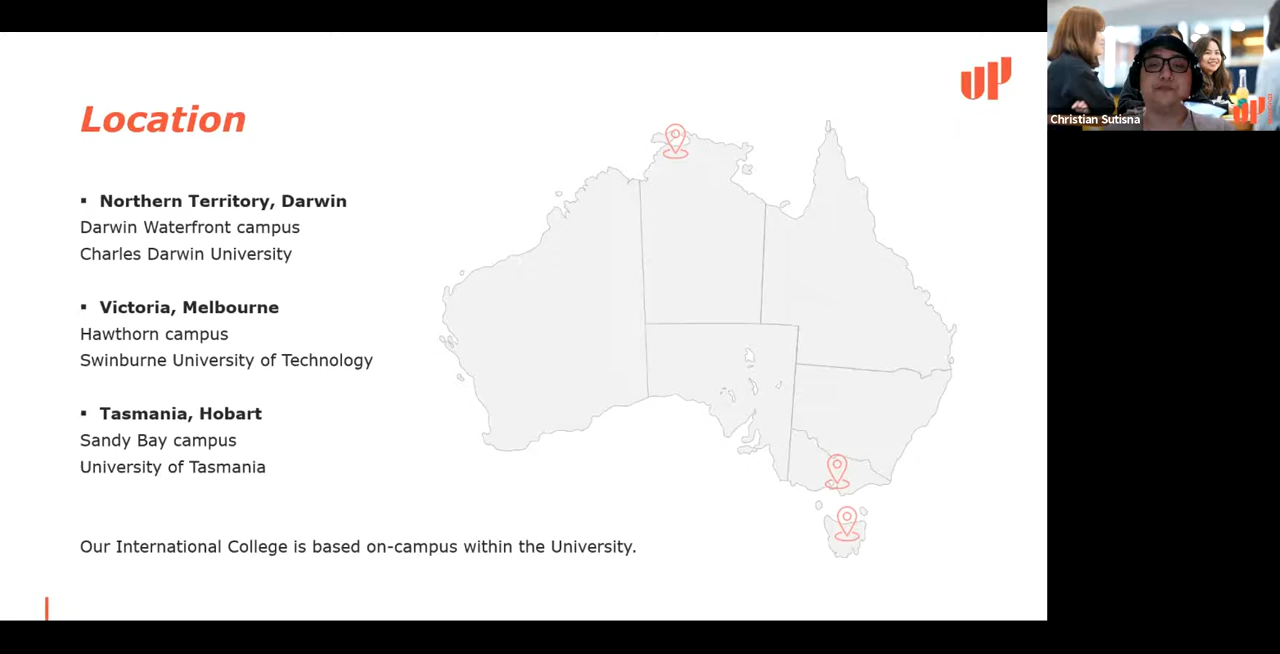 UP
Location
▪ Northern Territory, Darwin
Darwin Waterfront campus
Charles Darwin University
▪ Victoria, Melbourne
Hawthorn campus
Swinburne University of Technology
▪ Tasmania, Hobart
Sandy Bay campus
University of Tasmania
Our International College is based on-campus within the University.
Christian Sutisna
UP